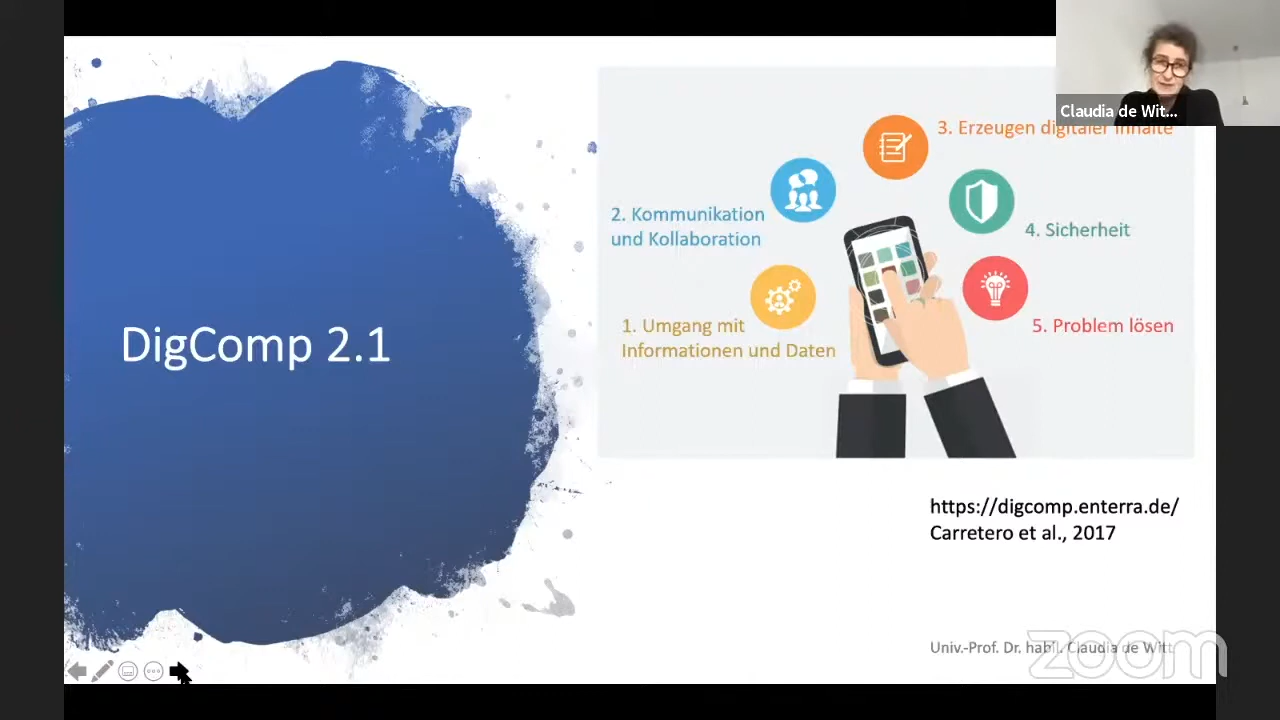 Claudia de Wit...
3. Erzeugen digitaler Inhalte
2. Kommunikation
und Kollaboration
4. Sicherheit
1. Umgang mit
Informationen und Daten
5. Problem lösen
DigComp 2.1
https://digcomp.enterra.de/
Carretero et al., 2017
Univ.-Prof. Dr. habil. Claudia de Witt
zoom